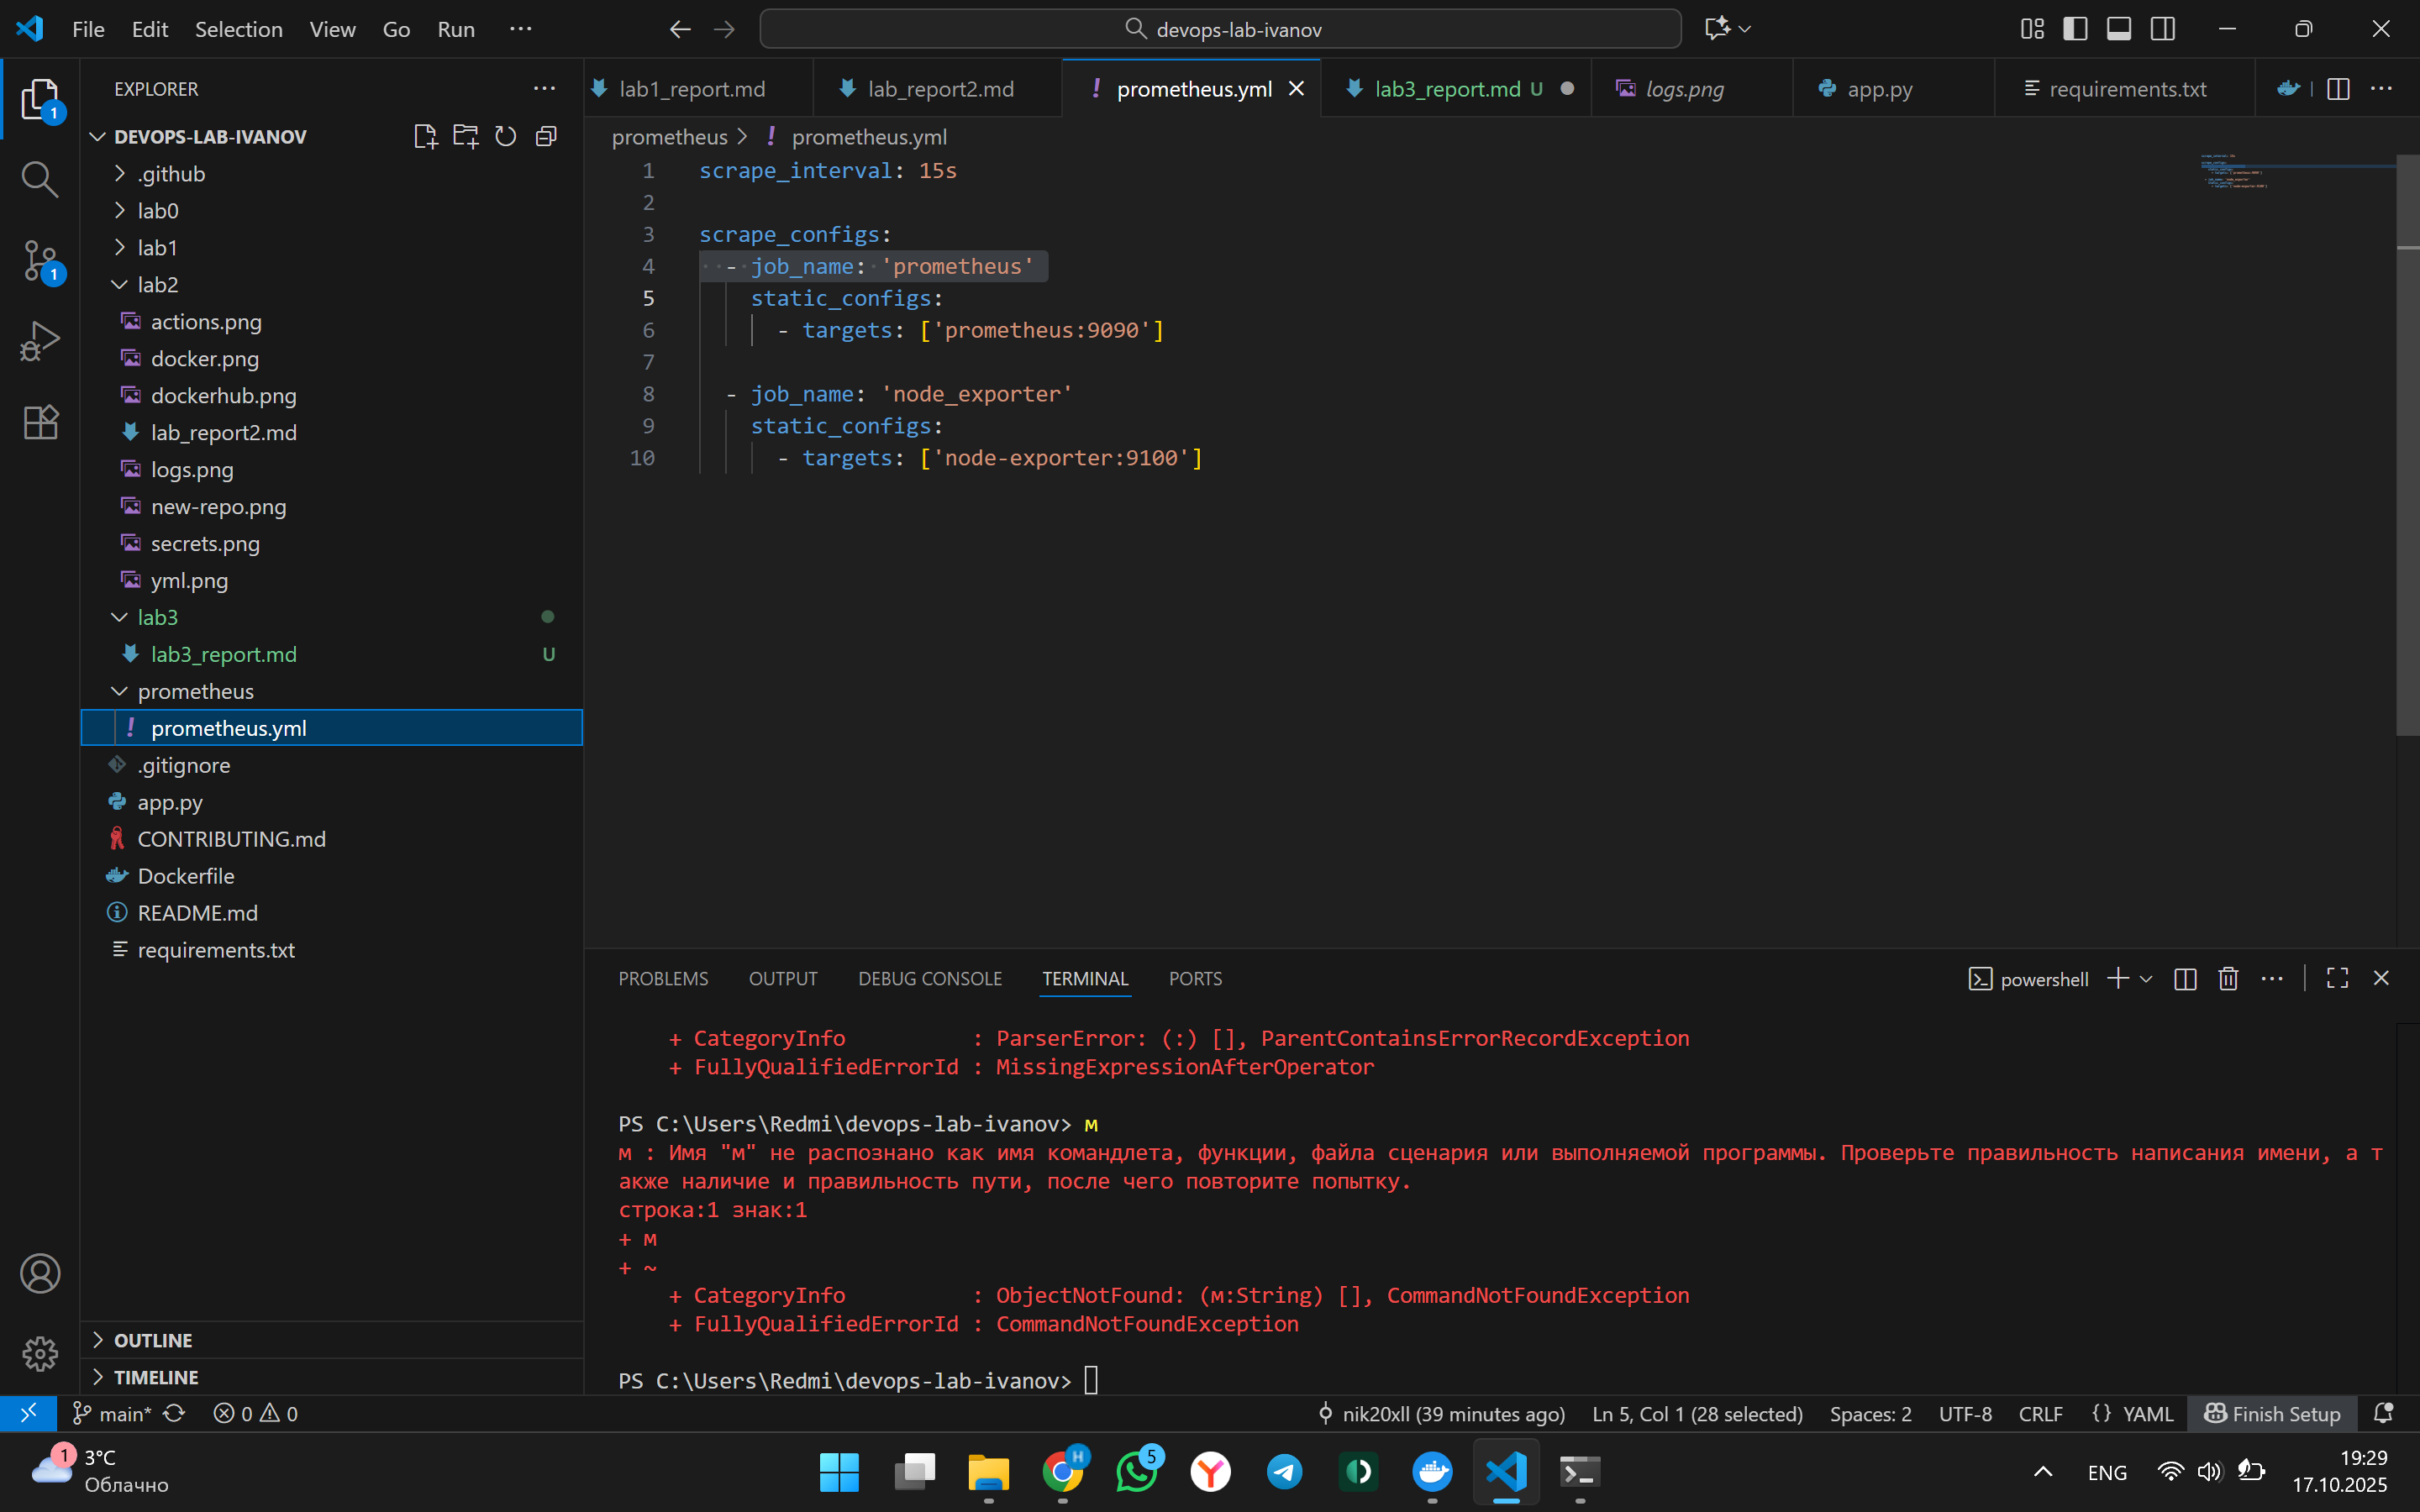 File Edit Selection View Go Run ···
devops-lab-ivanov
EXPLORER
1
DEVOPS-LAB-IVANOV
.github
lab0
lab1
1
lab2
actions.png
docker.png
dockerhub.png
lab_report2.md
logs.png
new-repo.png
secrets.png
yml.png
lab3
lab3_report.md U
prometheus
! prometheus.yml
.gitignore
app.py
CONTRIBUTING.md
Dockerfile
README.md
requirements.txt
OUTLINE
TIMELINE
lab1_report.md lab_report2.md ! prometheus.yml lab3_report.md U logs.png app.py requirements.txt
prometheus > ! prometheus.yml
1 scrape_interval: 15s
2
3 scrape_configs:
4 - job_name: 'prometheus'
5 static_configs:
6 - targets: ['prometheus:9090']
7
8 - job_name: 'node_exporter'
9 static_configs:
10 - targets: ['node-exporter:9100']
PROBLEMS OUTPUT DEBUG CONSOLE TERMINAL PORTS
powershell
+ CategoryInfo : ParserError: (:) [], ParentContainsErrorRecordException
+ FullyQualifiedErrorId : MissingExpressionAfterOperator
PS C:\Users\Redmi\devops-lab-ivanov> м
м : Имя "м" не распознано как имя командлета, функции, файла сценария или выполняемой программы. Проверьте правильность написания имени, а т
акже наличие и правильность пути, после чего повторите попытку.
строка:1 знак:1
+ м
+ ~
+ CategoryInfo : ObjectNotFound: (м:String) [], CommandNotFoundException
+ FullyQualifiedErrorId : CommandNotFoundException
PS C:\Users\Redmi\devops-lab-ivanov>
main* 0 0 nik20xll (39 minutes ago) Ln 5, Col 1 (28 selected) Spaces: 2 UTF-8 CRLF {} YAML Finish Setup
1
3°C
Облачно
H
5
ENG
19:29
17.10.2025